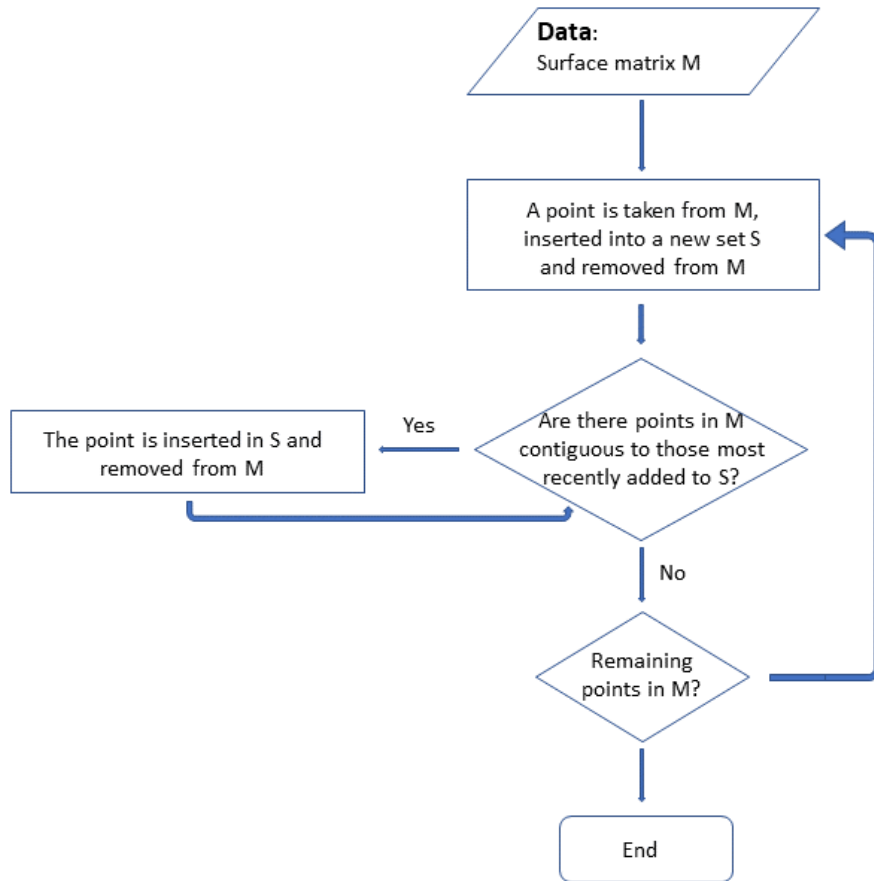 Data:
Surface matrix M
A point is taken from M,
inserted into a new set S
and removed from M
Yes
Are there points in M
contiguous to those most
recently added to S?
The point is inserted in S and
removed from M
No
Remaining
points in M?
End